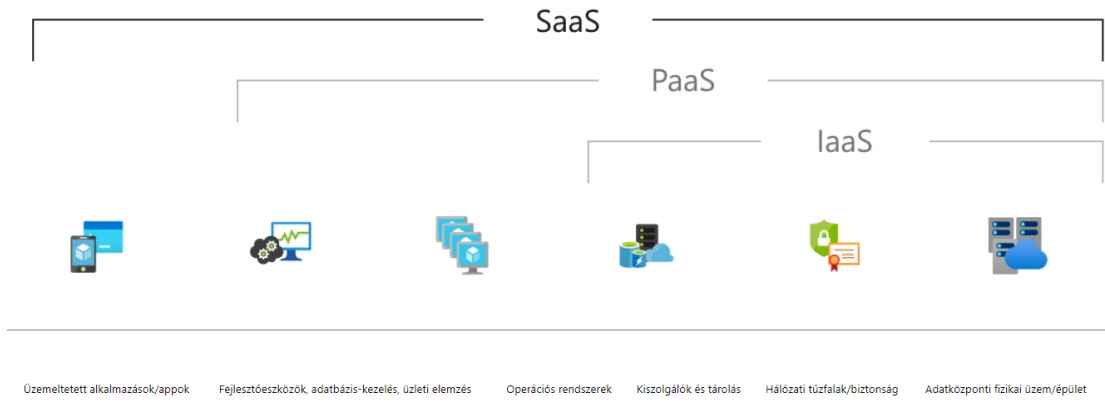 SaaS
PaaS
IaaS
Üzemeltetett alkalmazások/appok
Fejlesztőeszközök, adatbázis-kezelés, üzleti elemzés
Operációs rendszerek
Kiszolgálók és tárolás
Hálózati tűzfalak/biztonság
Adatközponti fizikai üzem/épület